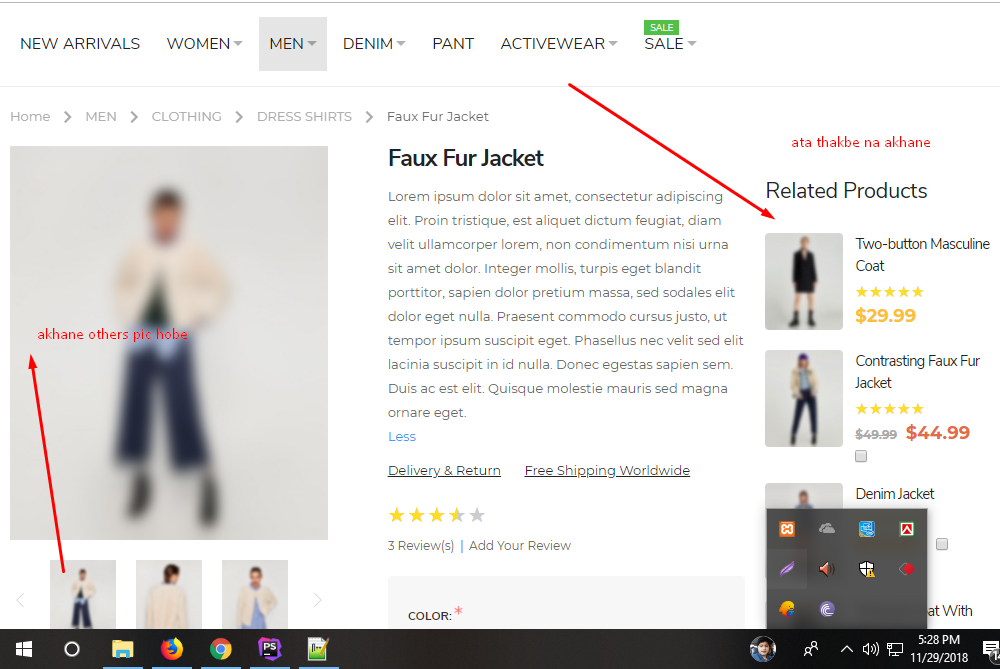 NEW ARRIVALS WOMEN MEN DENIM PANT ACTIVEWEAR SALE SALE
Home MEN CLOTHING DRESS SHIRTS Faux Fur Jacket
ata thakbe na akhane
akhane others pic hobe
Faux Fur Jacket
Lorem ipsum dolor sit amet, consectetur adipiscing
elit. Proin tristique, est aliquet dictum feugiat, diam
velit ullamcorper lorem, non condimentum nisi urna
sit amet dolor. Integer mollis, turpis eget blandit
porttitor, sapien dolor pretium massa, sed sodales elit
dolor eget nulla. Praesent commodo cursus justo, ut
tempor ipsum suscipit eget. Phasellus nec velit sed elit
lacinia suscipit in id nulla. Donec egestas sapien sem.
Duis ac est elit. Quisque molestie mauris sed magna
ornare eget.
Less
Delivery & Return Free Shipping Worldwide
3 Review(s) | Add Your Review
COLOR: *
Related Products
Two-button Masculine
Coat
$29.99
Contrasting Faux Fur
Jacket
$49.99 $44.99
Denim Jacket
at With
PS
5:28 PM
11/29/2018